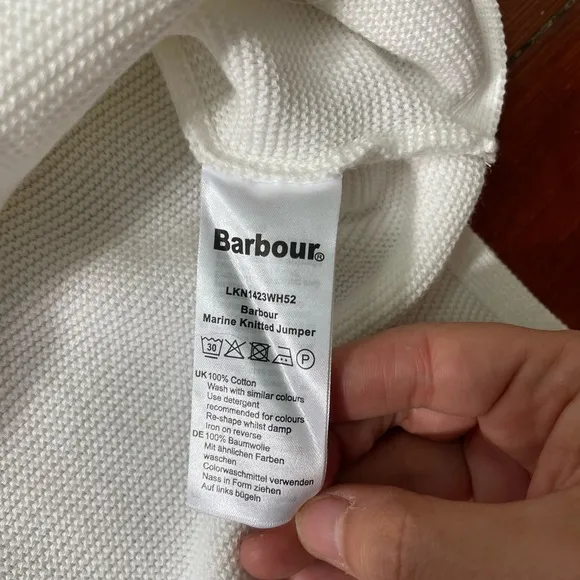 Barbour®
LKN1423WH52
Barbour
Marine Knitted Jumper
30 P
UK 100% Cotton
Wash with similar colours
Use detergent
recommended for colours
Re-shape whilst damp
Iron on reverse
DE 100% Baumwolle
Mit ähnlichen Farben
waschen
Colorwaschmittel verwenden
Nass in Form ziehen
Auf links bügeln